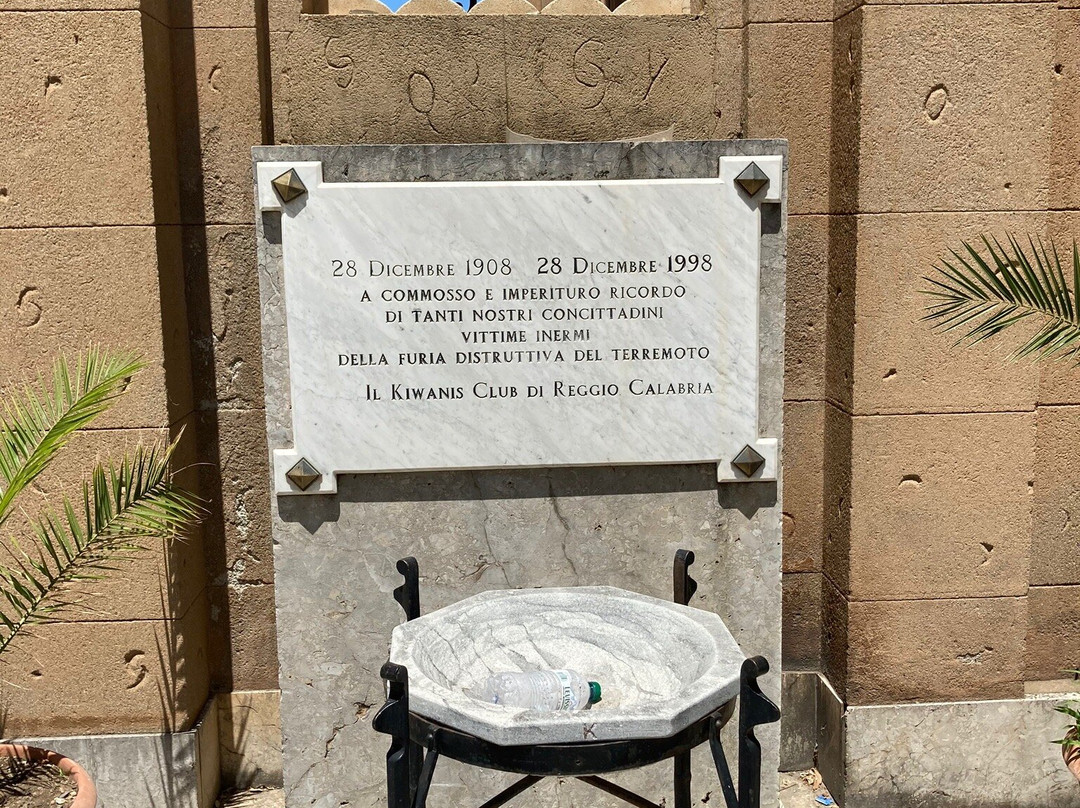 28 Dicembre 1908 28 Dicembre 1998
a commosso e imperituro ricordo
di tanti nostri concittadini
vittime inermi
della furia distruttiva del terremoto
Il Kiwanis Club di Reggio Calabria
K